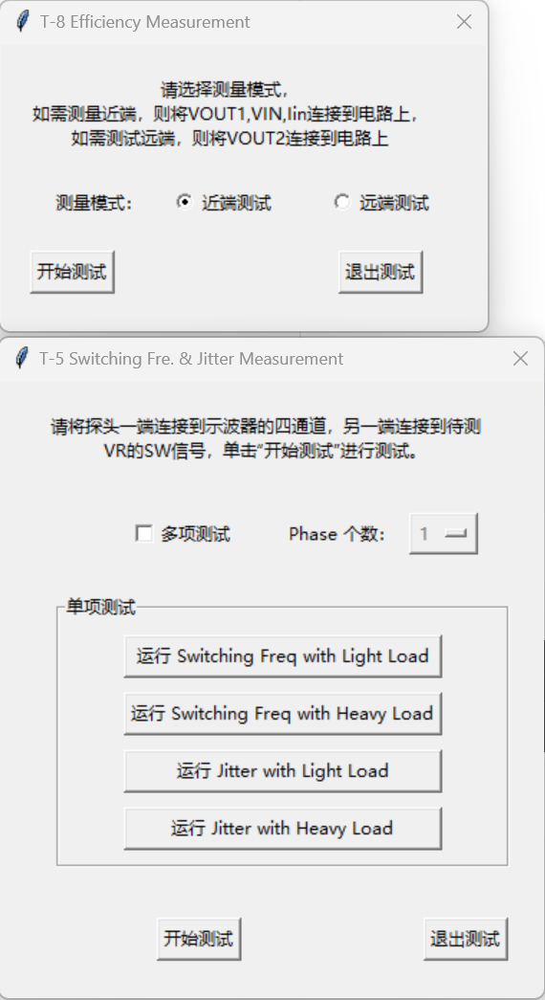 T-8 Efficiency Measurement
请选择测量模式，
如需测量近端，则将VOUT1,VIN,Iin连接到电路上，
如需测试远端，则将VOUT2连接到电路上
测量模式： 近端测试 远端测试
开始测试 退出测试
T-5 Switching Fre. & Jitter Measurement
请将探头一端连接到示波器的四通道，另一端连接到待测
VR的SW信号，单击“开始测试”进行测试。
多项测试 Phase 个数： 1
单项测试
运行 Switching Freq with Light Load
运行 Switching Freq with Heavy Load
运行 Jitter with Light Load
运行 Jitter with Heavy Load
开始测试 退出测试